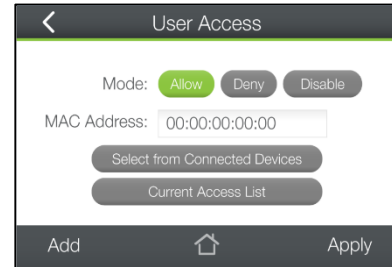 User Access
Mode: Allow Deny Disable
MAC Address: 00:00:00:00:00
Select from Connected Devices
Current Access List
Add Apply